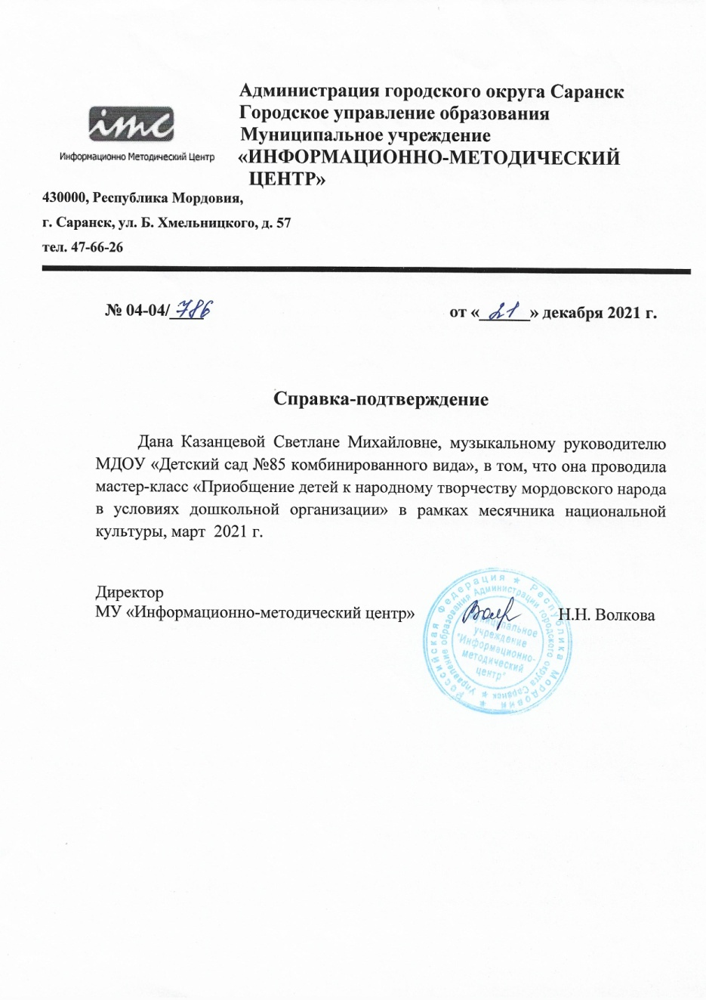 Администрация городского округа Саранск
Городское управление образования
Муниципальное учреждение
«ИНФОРМАЦИОННО-МЕТОДИЧЕСКИЙ
ЦЕНТР»
imc
Информационно Методический Центр
430000, Республика Мордовия,
г. Саранск, ул. Б. Хмельницкого, д. 57
тел. 47-66-26
№ 04-04/ 786
от « 21 » декабря 2021 г.
Справка-подтверждение
Дана Казанцевой Светлане Михайловне, музыкальному руководителю
МДОУ «Детский сад №85 комбинированного вида», в том, что она проводила
мастер-класс «Приобщение детей к народному творчеству мордовского народа
в условиях дошкольной организации» в рамках месячника национальной
культуры, март 2021 г.
Директор
МУ «Информационно-методический центр»
Н.Н. Волкова
Российская Федерация ★ Республика Мордовия ★
Управление образования Администрации городского округа Саранск ★
Муниципальное
учреждение
"Информационно-
методический
центр"